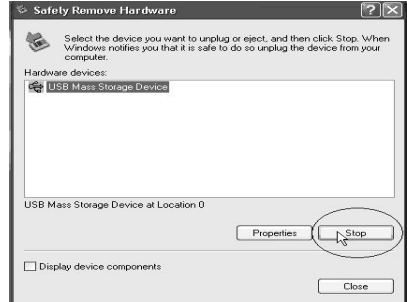 Safely Remove Hardware
Select the device you want to unplug or eject, and then click Stop. When
Windows notifies you that it is safe to do so unplug the device from your
computer.
Hardware devices:
USB Mass Storage Device
USB Mass Storage Device at Location 0
Properties
Stop
Display device components
Close